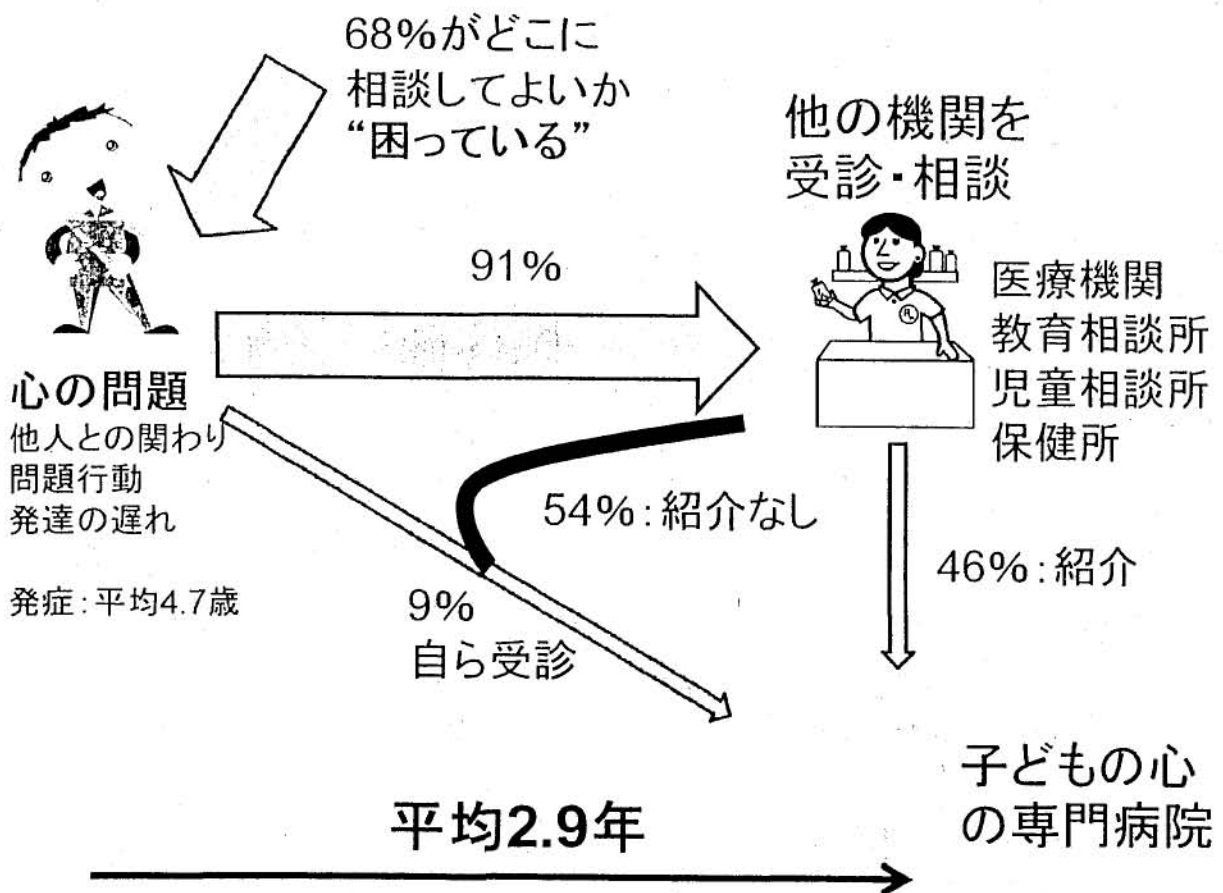 68%がどこに
相談してよいか
“困っている”
他の機関を
受診・相談
91%
医療機関
教育相談所
児童相談所
保健所
心の問題
他人との関わり
問題行動
発達の遅れ
発症：平均4.7歳
54%：紹介なし
46%：紹介
9%
自ら受診
子どもの心
の専門病院
平均2.9年